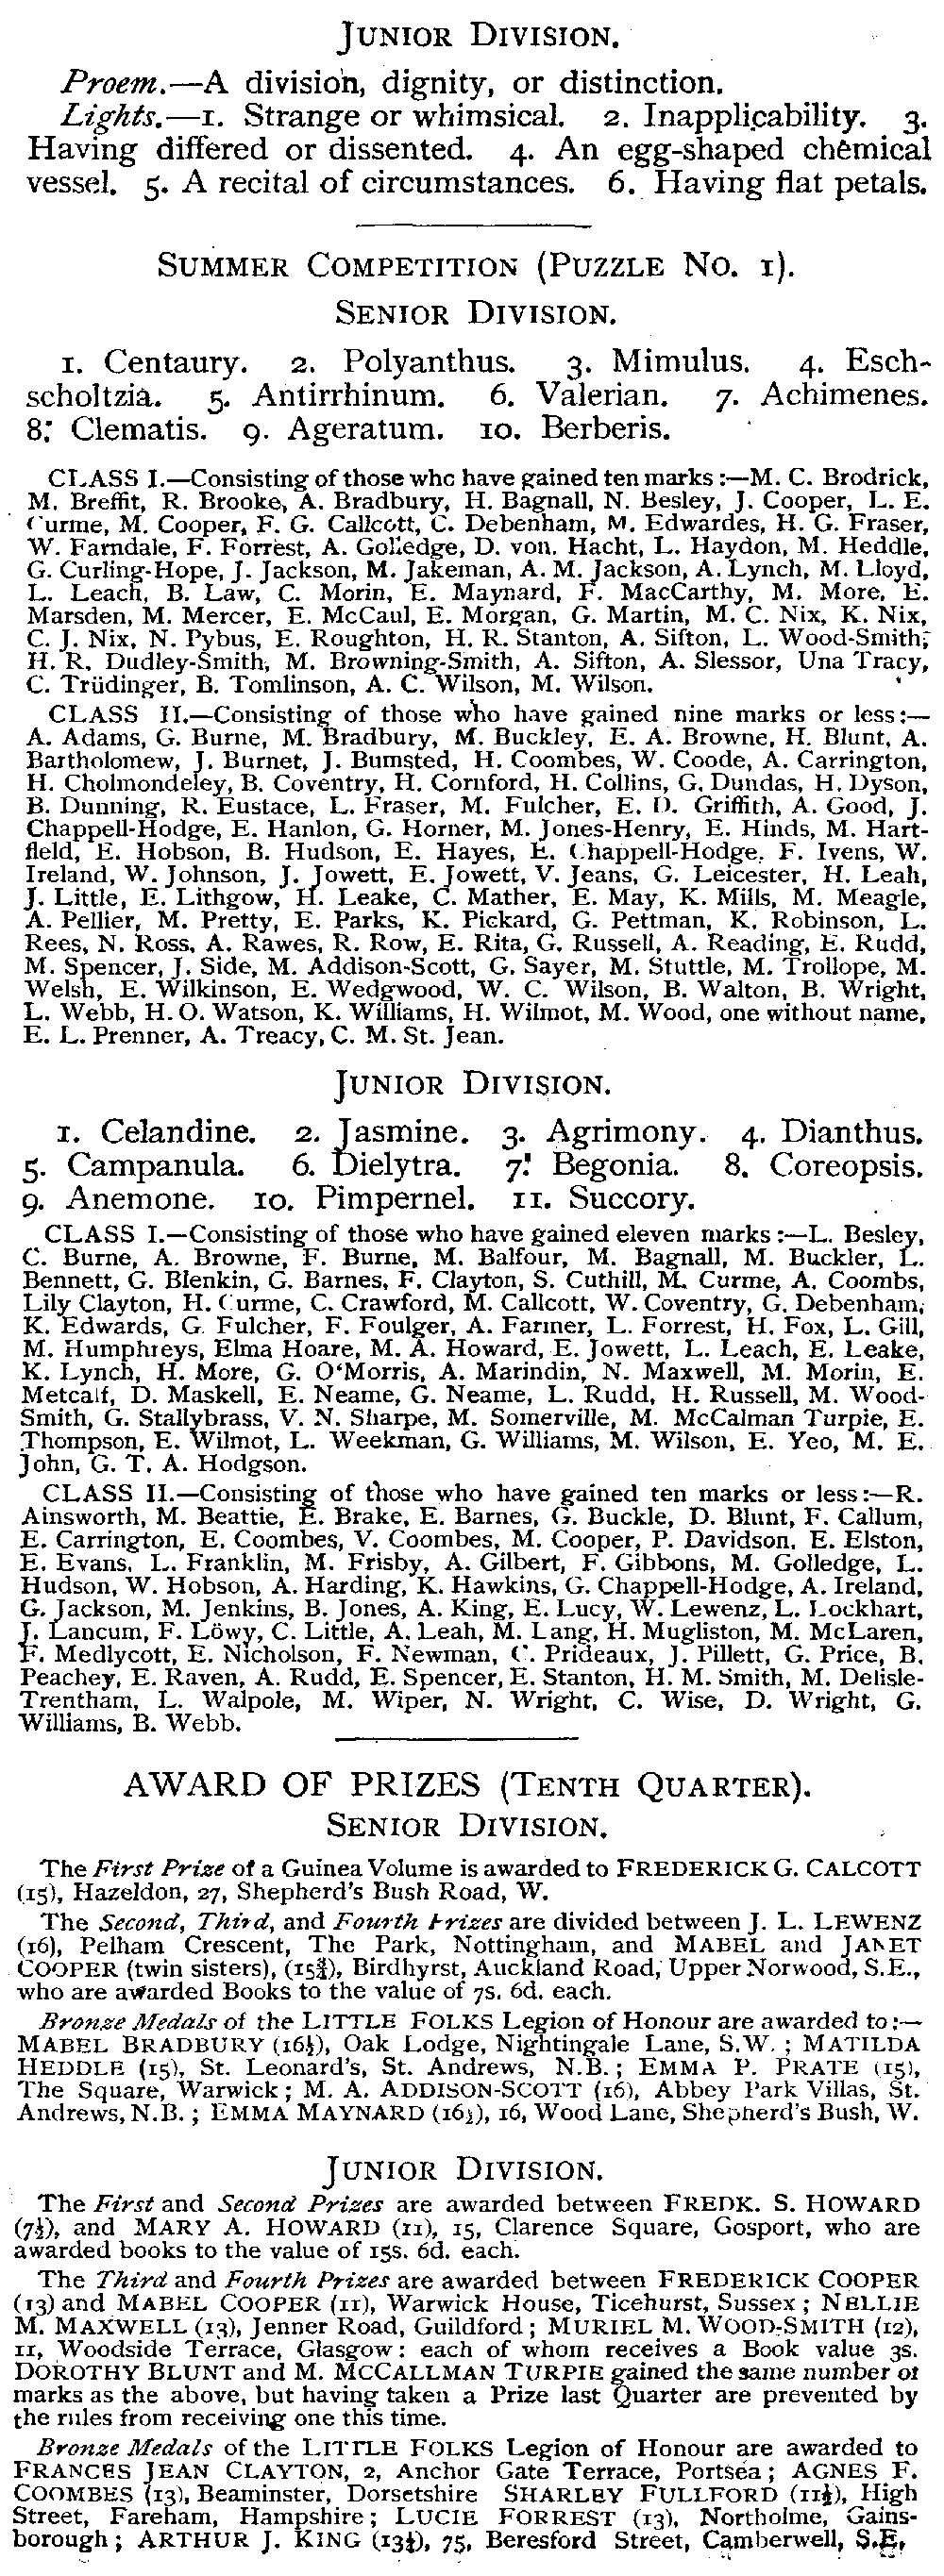 JUNIOR DIVISION.
Proem.—A division, dignity, or distinction.
Lights.—1. Strange or whimsical. 2. Inapplicability. 3.
Having differed or dissented. 4. An egg-shaped chemical
vessel. 5. A recital of circumstances. 6. Having flat petals.
SUMMER COMPETITION (PUZZLE NO. 1).
SENIOR DIVISION.
1. Centaury. 2. Polyanthus. 3. Mimulus. 4. Esch-
scholtzia. 5. Antirrhinum. 6. Valerian. 7. Achimenes.
8. Clematis. 9. Ageratum. 10. Berberis.
CLASS I.—Consisting of those who have gained ten marks:—M. C. Brodrick,
M. Breffit, R. Brooke, A. Bradbury, H. Bagnall, N. Besley, J. Cooper, L. E.
Curme, M. Cooper, F. G. Callcott, C. Debenham, M. Edwardes, H. G. Fraser,
W. Farndale, F. Forrest, A. Golledge, D. von. Hacht, L. Haydon, M. Heddle,
G. Curling-Hope, J. Jackson, M. Jakeman, A. M. Jackson, A. Lynch, M. Lloyd,
L. Leach, B. Law, C. Morin, E. Maynard, F. MacCarthy, M. More, E.
Marsden, M. Mercer, E. McCaul, E. Morgan, G. Martin, M. C. Nix, K. Nix,
C. J. Nix, N. Pybus, E. Roughton, H. R. Stanton, A. Sifton, L. Wood-Smith,
H. R. Dudley-Smith, M. Browning-Smith, A. Sifton, A. Slessor, Una Tracy,
C. Trüdinger, B. Tomlinson, A. C. Wilson, M. Wilson.
CLASS II.—Consisting of those who have gained nine marks or less:—
A. Adams, G. Burne, M. Bradbury, M. Buckley, E. A. Browne, H. Blunt, A.
Bartholomew, J. Burnet, J. Bumsted, H. Coombes, W. Coode, A. Carrington,
H. Cholmondeley, B. Coventry, H. Cornford, H. Collins, G. Dundas, H. Dyson,
B. Dunning, R. Eustace, L. Fraser, M. Fulcher, E. D. Griffith, A. Good, J.
Chappell-Hodge, E. Hanlon, G. Horner, M. Jones-Henry, E. Hinds, M. Hart-
field, E. Hobson, B. Hudson, E. Hayes, E. Chappell-Hodge, F. Ivens, W.
Ireland, W. Johnson, J. Jowett, E. Jowett, V. Jeans, G. Leicester, H. Leah,
J. Little, E. Lithgow, H. Leake, C. Mather, E. May, K. Mills, M. Meagle,
A. Pellier, M. Pretty, E. Parks, K. Pickard, G. Pettman, K. Robinson, L.
Rees, N. Ross, A. Rawes, R. Row, E. Rita, G. Russell, A. Reading, E. Rudd,
M. Spencer, J. Side, M. Addison-Scott, G. Sayer, M. Stuttle, M. Trollope, M.
Welsh, E. Wilkinson, E. Wedgwood, W. C. Wilson, B. Walton, B. Wright,
L. Webb, H. O. Watson, K. Williams, H. Wilmot, M. Wood, one without name,
E. L. Prenner, A. Treacy, C. M. St. Jean.
JUNIOR DIVISION.
1. Celandine. 2. Jasmine. 3. Agrimony. 4. Dianthus.
5. Campanula. 6. Dielytra. 7. Begonia. 8. Coreopsis.
9. Anemone. 10. Pimpernel. 11. Succory.
CLASS I.—Consisting of those who have gained eleven marks:—L. Besley,
C. Burne, A. Browne, F. Burne, M. Balfour, M. Bagnall, M. Buckler, L.
Bennett, G. Blenkin, G. Barnes, F. Clayton, S. Cuthill, M. Curme, A. Coombs,
Lily Clayton, H. Curme, C. Crawford, M. Callcott, W. Coventry, G. Debenham,
K. Edwards, G. Fulcher, F. Foulger, A. Farmer, L. Forrest, H. Fox, L. Gill,
M. Humphreys, Elma Hoare, M. A. Howard, E. Jowett, L. Leach, E. Leake,
K. Lynch, H. More, G. O'Morris, A. Marindin, N. Maxwell, M. Morin, E.
Metcalf, D. Maskell, E. Neame, G. Neame, L. Rudd, H. Russell, M. Wood-
Smith, G. Stallybrass, V. N. Sharpe, M. Somerville, M. McCalman Turpie, E.
Thompson, E. Wilmot, L. Weekman, G. Williams, M. Wilson, E. Yeo, M. E.
John, G. T. A. Hodgson.
CLASS II.—Consisting of those who have gained ten marks or less:—R.
Ainsworth, M. Beattie, E. Brake, E. Barnes, G. Buckle, D. Blunt, F. Callum,
E. Carrington, E. Coombes, V. Coombes, M. Cooper, P. Davidson, E. Elston,
E. Evans, L. Franklin, M. Frisby, A. Gilbert, F. Gibbons, M. Golledge, L.
Hudson, W. Hobson, A. Harding, K. Hawkins, G. Chappell-Hodge, A. Ireland,
G. Jackson, M. Jenkins, B. Jones, A. King, E. Lucy, W. Lewenz, L. Lockhart,
J. Lancum, F. Löwy, C. Little, A. Leah, M. Lang, H. Mugliston, M. McLaren,
F. Medlycott, E. Nicholson, F. Newman, C. Prideaux, J. Pillett, G. Price, B.
Peachey, E. Raven, A. Rudd, E. Spencer, E. Stanton, H. M. Smith, M. Delisle-
Trentham, L. Walpole, M. Wiper, N. Wright, C. Wise, D. Wright, G.
Williams, B. Webb.
AWARD OF PRIZES (TENTH QUARTER).
SENIOR DIVISION.
The First Prize of a Guinea Volume is awarded to FREDERICK G. CALCOTT
(15), Hazeldon, 27, Shepherd's Bush Road, W.
The Second, Third, and Fourth Prizes are divided between J. L. LEWENZ
(16), Pelham Crescent, The Park, Nottingham, and MABEL and JANET
COOPER (twin sisters), (15¾), Birdhyrst, Auckland Road, Upper Norwood, S.E.,
who are awarded Books to the value of 7s. 6d. each.
Bronze Medals of the LITTLE FOLKS Legion of Honour are awarded to:—
MABEL BRADBURY (16½), Oak Lodge, Nightingale Lane, S.W.; MATILDA
HEDDLE (15), St. Leonard's, St. Andrews, N.B.; EMMA P. PRATE (15),
The Square, Warwick; M. A. ADDISON-SCOTT (16), Abbey Park Villas, St.
Andrews, N.B.; EMMA MAYNARD (16½), 16, Wood Lane, Shepherd's Bush, W.
JUNIOR DIVISION.
The First and Second Prizes are awarded between FREDK. S. HOWARD
(7½), and MARY A. HOWARD (11), 15, Clarence Square, Gosport, who are
awarded books to the value of 15s. 6d. each.
The Third and Fourth Prizes are awarded between FREDERICK COOPER
(13) and MABEL COOPER (11), Warwick House, Ticehurst, Sussex; NELLIE
M. MAXWELL (13), Jenner Road, Guildford; MURIEL M. WOOD-SMITH (12),
11, Woodside Terrace, Glasgow: each of whom receives a Book value 3s.
DOROTHY BLUNT and M. MCCALLMAN TURPIE gained the same number of
marks as the above, but having taken a Prize last Quarter are prevented by
the rules from receiving one this time.
Bronze Medals of the LITTLE FOLKS Legion of Honour are awarded to
FRANCES JEAN CLAYTON, 2, Anchor Gate Terrace, Portsea; AGNES F.
COOMBES (13), Beaminster, Dorsetshire SHARLEY FULLFORD (11½), High
Street, Fareham, Hampshire; LUCIE FORREST (13), Northolme, Gains-
borough; ARTHUR J. KING (13½), 75, Beresford Street, Camberwell, S.E.